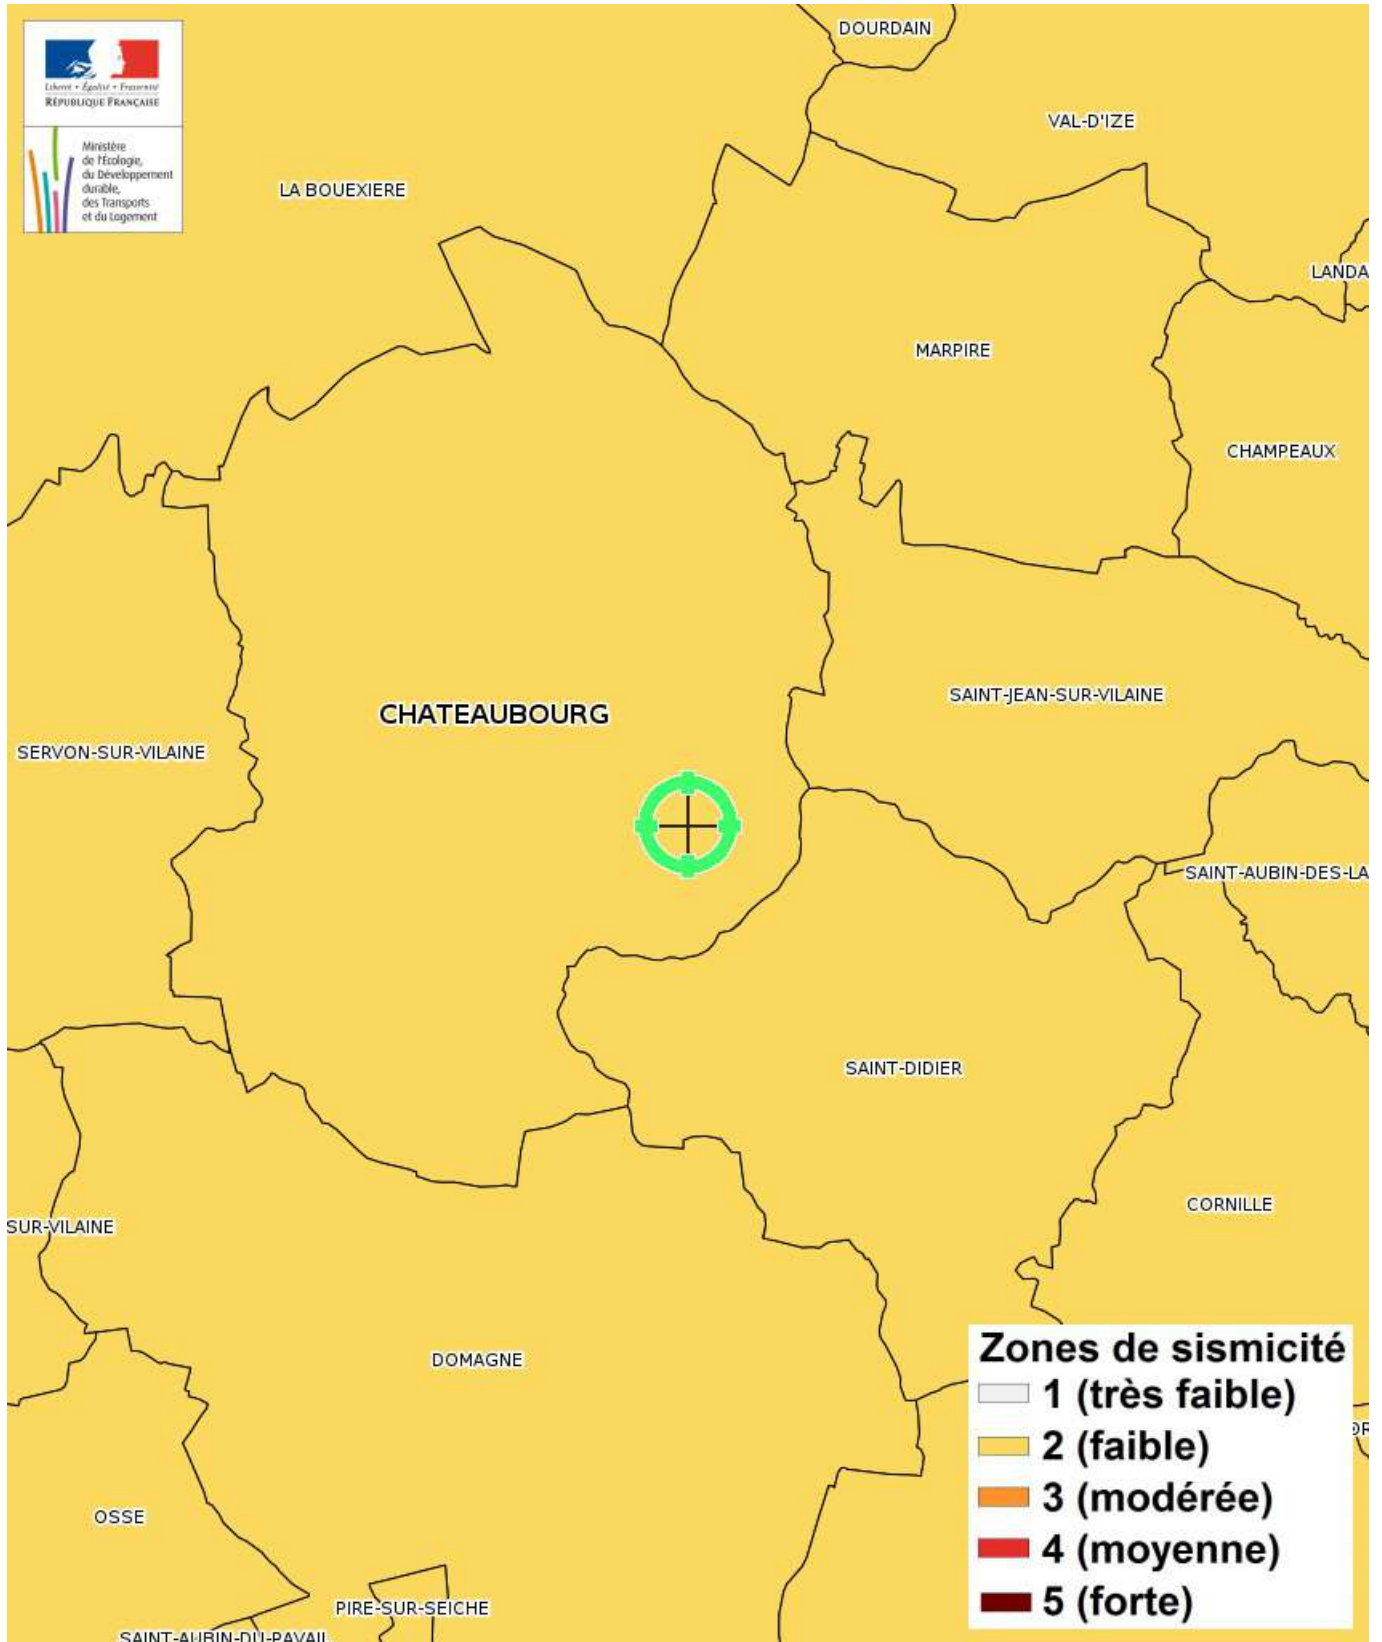 Liberté • Égalité • Fraternité
RÉPUBLIQUE FRANÇAISE
Ministère
de l'Écologie,
du Développement
durable,
des Transports
et du Logement
DOURDAIN
VAL-D'IZE
LA BOUEXIERE
LANDA
MARPIRE
CHAMPEAUX
SAINT-JEAN-SUR-VILAINE
CHATEAUBOURG
SERVON-SUR-VILAINE
SAINT-AUBIN-DES-LA
SAINT-DIDIER
CORNILLE
SUR-VILAINE
DOMAGNE
OSSE
PIRE-SUR-SEICHE
SAINT-AUBIN-DU-PAVAIL
Zones de sismicité
1 (très faible)
2 (faible)
3 (modérée)
4 (moyenne)
5 (forte)